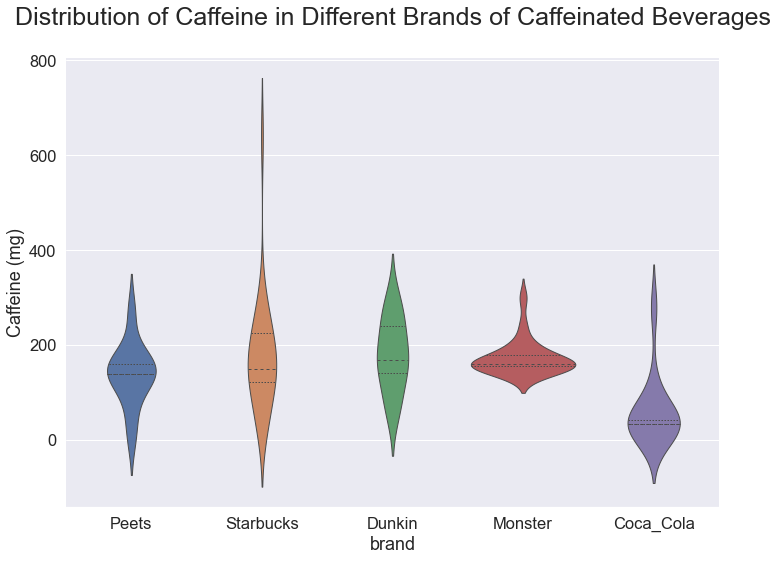 Distribution of Caffeine in Different Brands of Caffeinated Beverages
800
600
400
200
0
Caffeine (mg)
Peets Starbucks Dunkin Monster Coca_Cola
brand